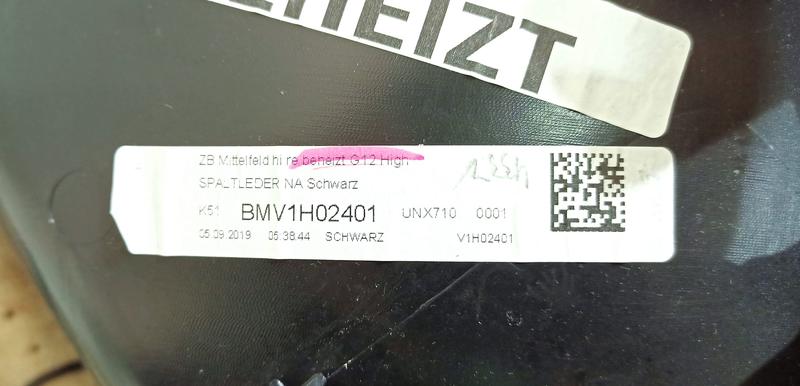 HEIZT
ZB Mittelfeld hi re beheizt G12 High
SPALTLEDER NA Schwarz
K51 BMV1H02401 UNX710 0001
05.09.2019 05:38:44 SCHWARZ V1H02401